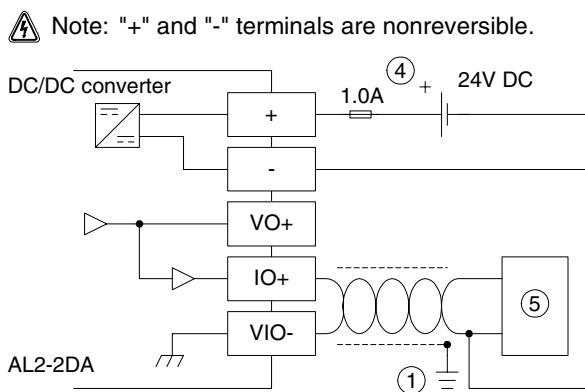 Note: "+" and "-" terminals are nonreversible.
DC/DC converter
④
+
24V DC
1.0A
+
-
VO+
IO+
VIO-
⑤
AL2-2DA
①